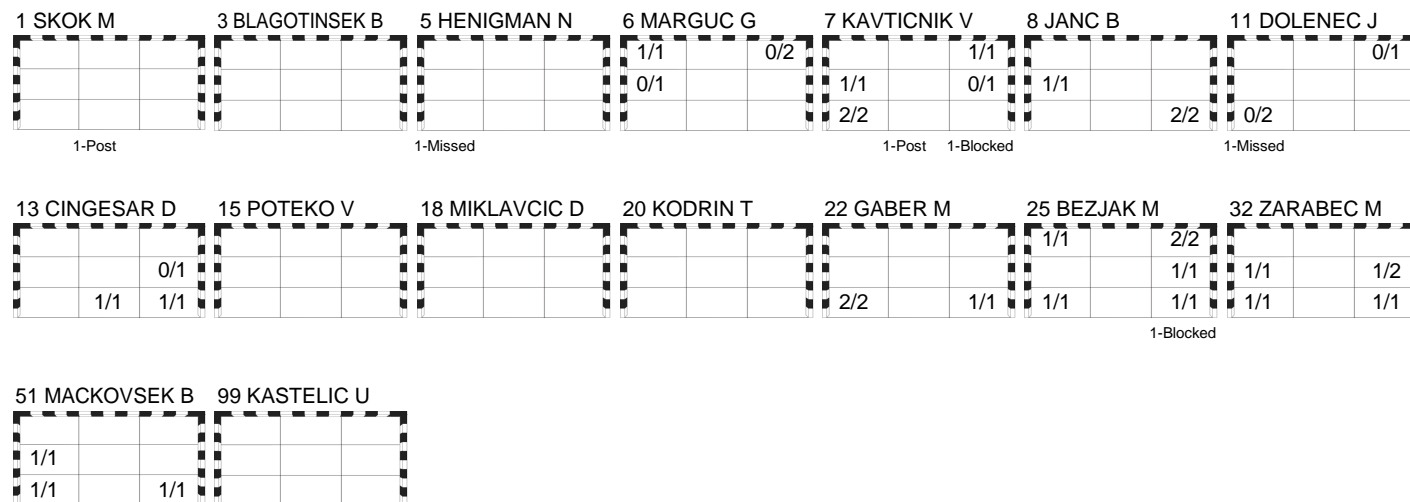 1 SKOK M 3 BLAGOTINSEK B 5 HENIGMAN N 6 MARGUC G 7 KAVTICNIK V 8 JANC B 11 DOLENEC J
1/1 0/2 1/1 0/1
0/1 1/1 0/1 1/1
2/2 2/2 0/2
1-Post 1-Missed 1-Post 1-Blocked 1-Missed
13 CINGESAR D 15 POTEKO V 18 MIKLAVCIC D 20 KODRIN T 22 GABER M 25 BEZJAK M 32 ZARABEC M
1/1 2/2
0/1 1/1 1/1 1/2
1/1 1/1 2/2 1/1 1/1 1/1 1/1 1/1
1-Blocked
51 MACKOVSEK B 99 KASTELIC U
1/1
1/1 1/1